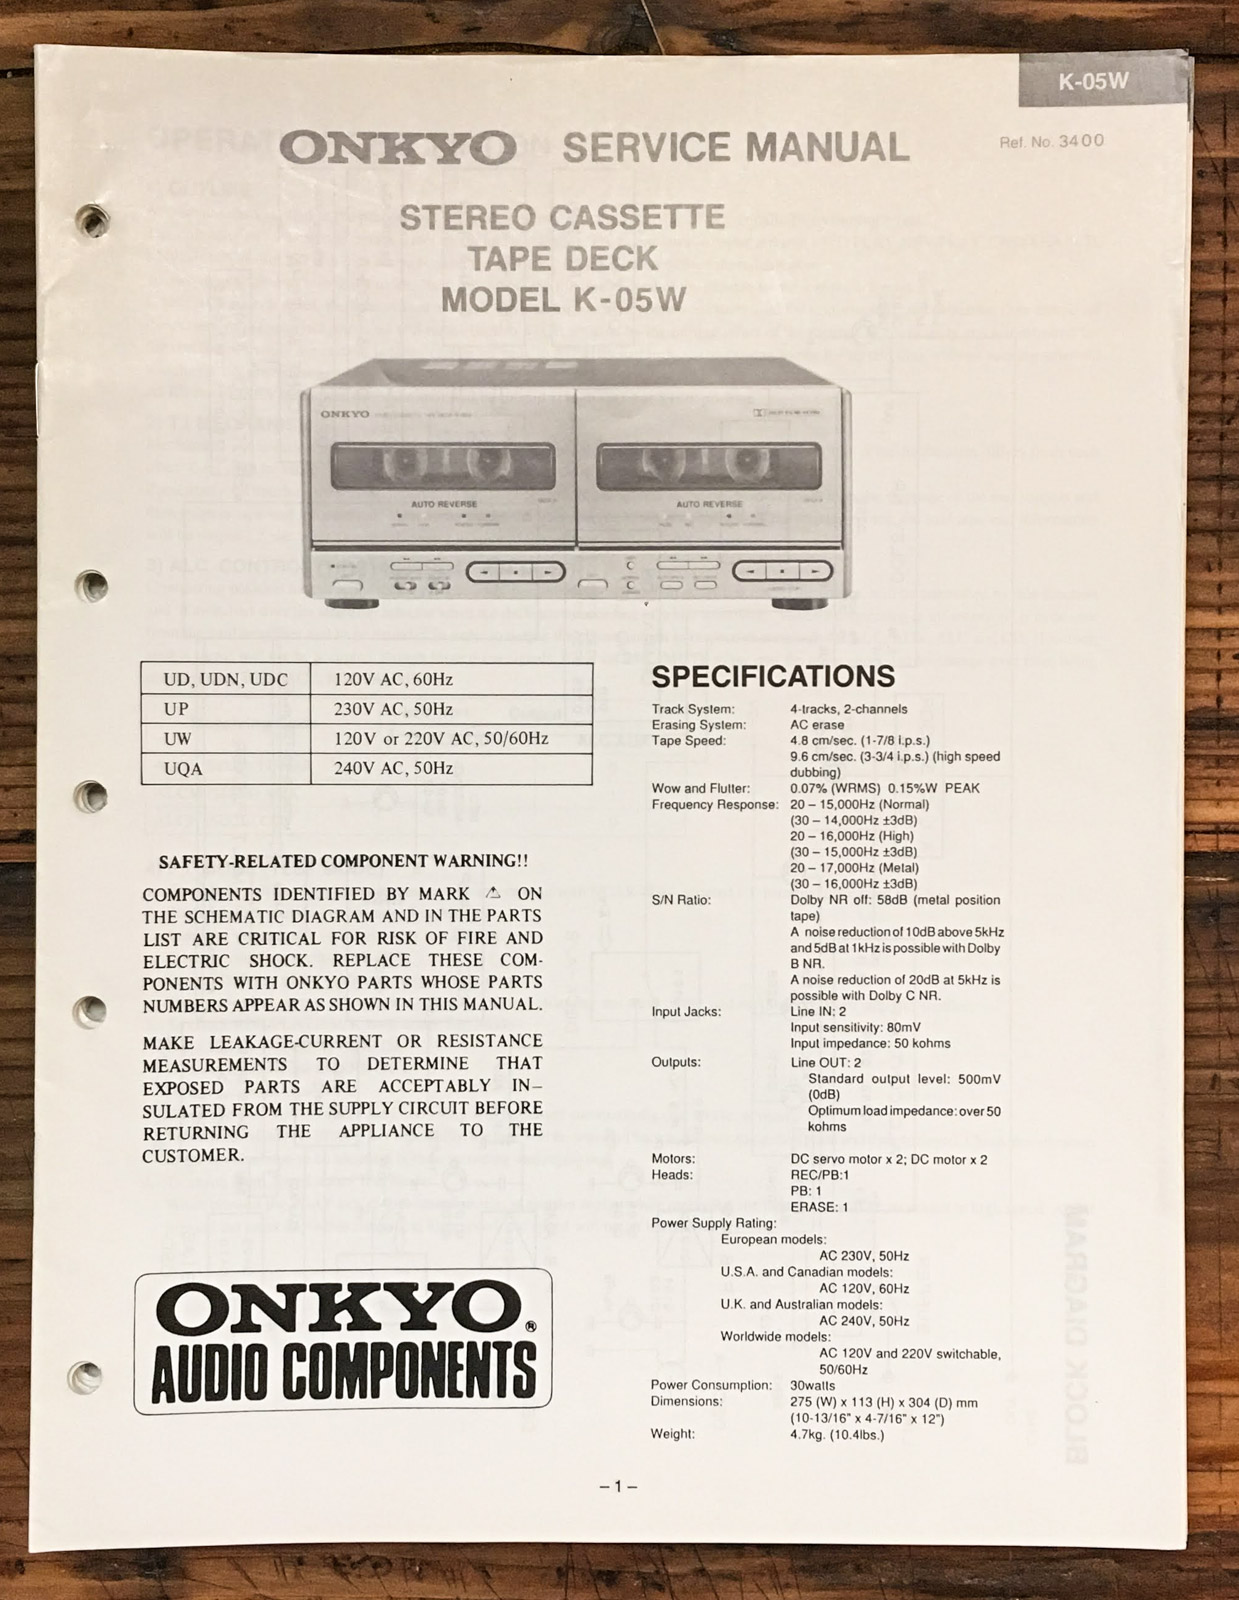 K-05W
ONKYO SERVICE MANUAL
Ref. No. 3400
STEREO CASSETTE
TAPE DECK
MODEL K-05W
ONKYO
AUTO REVERSE
AUTO REVERSE
UD, UDN, UDC 120V AC, 60Hz
UP 230V AC, 50Hz
UW 120V or 220V AC, 50/60Hz
UQA 240V AC, 50Hz
SAFETY-RELATED COMPONENT WARNING!!
COMPONENTS IDENTIFIED BY MARK ⚠ ON
THE SCHEMATIC DIAGRAM AND IN THE PARTS
LIST ARE CRITICAL FOR RISK OF FIRE AND
ELECTRIC SHOCK. REPLACE THESE COM-
PONENTS WITH ONKYO PARTS WHOSE PARTS
NUMBERS APPEAR AS SHOWN IN THIS MANUAL.
MAKE LEAKAGE-CURRENT OR RESISTANCE
MEASUREMENTS TO DETERMINE THAT
EXPOSED PARTS ARE ACCEPTABLY IN–
SULATED FROM THE SUPPLY CIRCUIT BEFORE
RETURNING THE APPLIANCE TO THE
CUSTOMER.
ONKYO®
AUDIO COMPONENTS
SPECIFICATIONS
Track System: 4-tracks, 2-channels
Erasing System: AC erase
Tape Speed: 4.8 cm/sec. (1-7/8 i.p.s.)
9.6 cm/sec. (3-3/4 i.p.s.) (high speed
dubbing)
Wow and Flutter: 0.07% (WRMS) 0.15%W PEAK
Frequency Response: 20 – 15,000Hz (Normal)
(30 – 14,000Hz ±3dB)
20 – 16,000Hz (High)
(30 – 15,000Hz ±3dB)
20 – 17,000Hz (Metal)
(30 – 16,000Hz ±3dB)
S/N Ratio: Dolby NR off: 58dB (metal position
tape)
A noise reduction of 10dB above 5kHz
and 5dB at 1kHz is possible with Dolby
B NR.
A noise reduction of 20dB at 5kHz is
possible with Dolby C NR.
Input Jacks: Line IN: 2
Input sensitivity: 80mV
Input impedance: 50 kohms
Outputs: Line OUT: 2
Standard output level: 500mV
(0dB)
Optimum load impedance: over 50
kohms
Motors: DC servo motor x 2; DC motor x 2
Heads: REC/PB:1
PB: 1
ERASE: 1
Power Supply Rating:
European models:
AC 230V, 50Hz
U.S.A. and Canadian models:
AC 120V, 60Hz
U.K. and Australian models:
AC 240V, 50Hz
Worldwide models:
AC 120V and 220V switchable,
50/60Hz
Power Consumption: 30watts
Dimensions: 275 (W) x 113 (H) x 304 (D) mm
(10-13/16" x 4-7/16" x 12")
Weight: 4.7kg. (10.4lbs.)
– 1 –